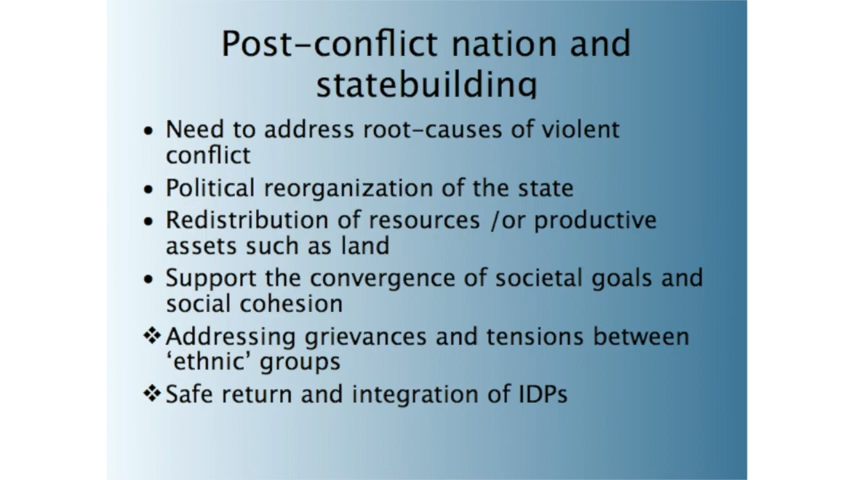 Post-conflict nation and
statebuilding
• Need to address root-causes of violent
conflict
• Political reorganization of the state
• Redistribution of resources /or productive
assets such as land
• Support the convergence of societal goals and
social cohesion
❖ Addressing grievances and tensions between
‘ethnic’ groups
❖ Safe return and integration of IDPs